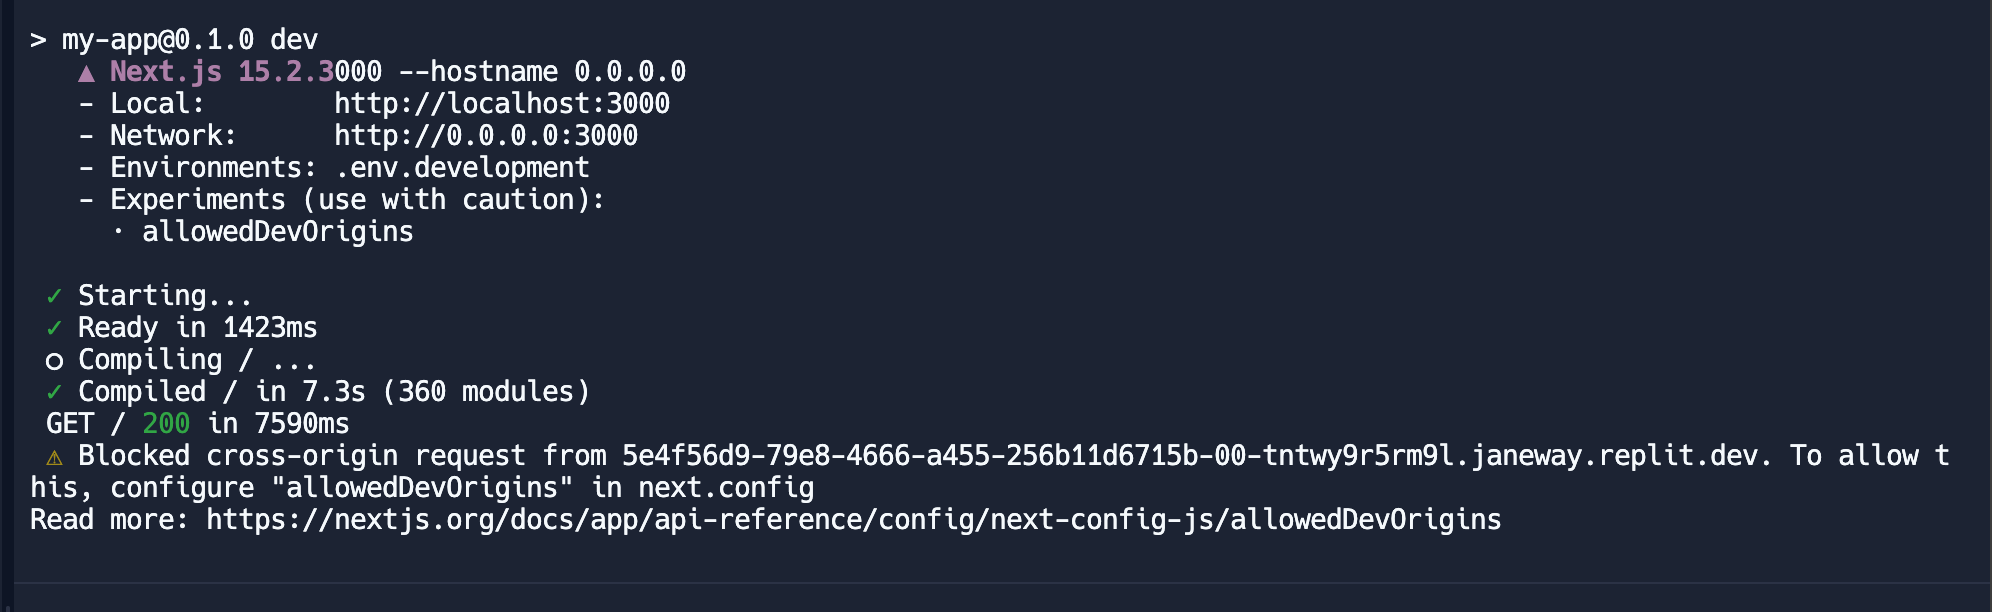 > my-app@0.1.0 dev
▲ Next.js 15.2.3000 --hostname 0.0.0.0
- Local: http://localhost:3000
- Network: http://0.0.0.0:3000
- Environments: .env.development
- Experiments (use with caution):
· allowedDevOrigins
✓ Starting...
✓ Ready in 1423ms
○ Compiling / ...
✓ Compiled / in 7.3s (360 modules)
GET / 200 in 7590ms
⚠ Blocked cross-origin request from 5e4f56d9-79e8-4666-a455-256b11d6715b-00-tntwy9r5rm9l.janeway.replit.dev. To allow t
his, configure "allowedDevOrigins" in next.config
Read more: https://nextjs.org/docs/app/api-reference/config/next-config-js/allowedDevOrigins